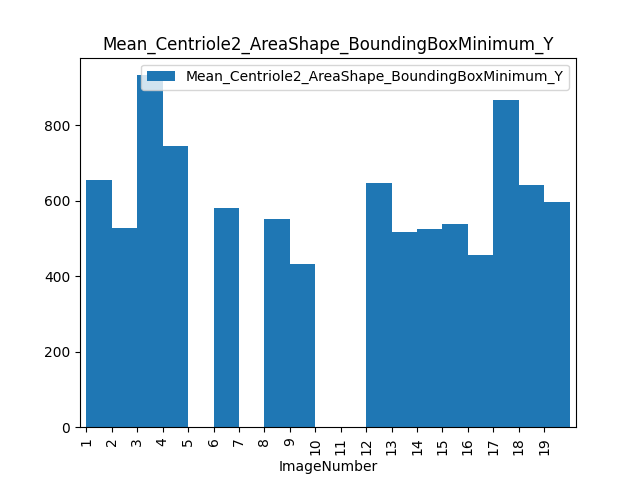 Mean_Centriole2_AreaShape_BoundingBoxMinimum_Y
Mean_Centriole2_AreaShape_BoundingBoxMinimum_Y
800
600
400
200
0
1 2 3 4 5 6 7 8 9 10 11 12 13 14 15 16 17 18 19
ImageNumber